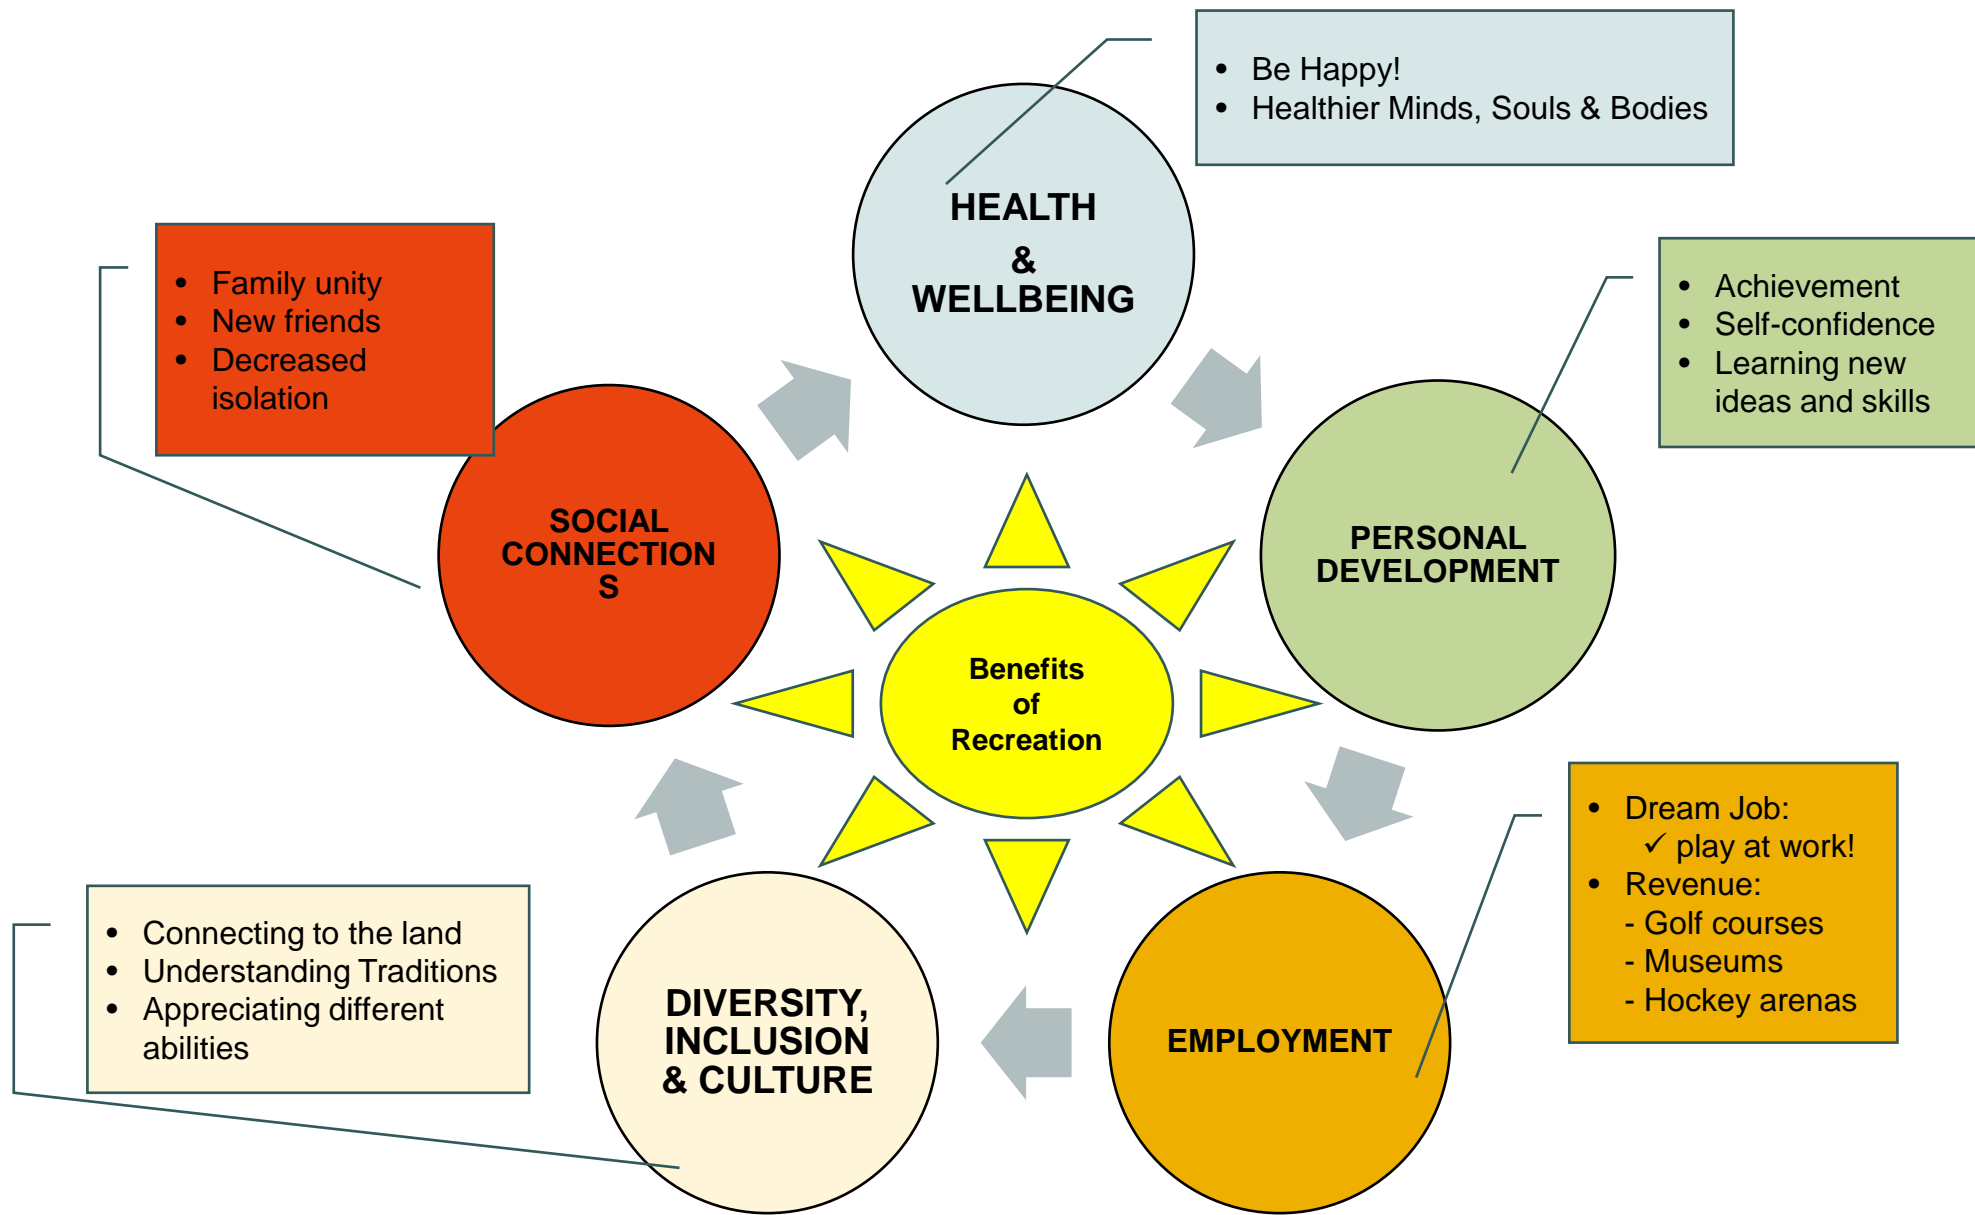 • Be Happy!
• Healthier Minds, Souls & Bodies
HEALTH
&
WELLBEING
• Achievement
• Self-confidence
• Learning new
ideas and skills
PERSONAL
DEVELOPMENT
• Dream Job:
✓ play at work!
• Revenue:
- Golf courses
- Museums
- Hockey arenas
EMPLOYMENT
• Connecting to the land
• Understanding Traditions
• Appreciating different
abilities
DIVERSITY,
INCLUSION
& CULTURE
• Family unity
• New friends
• Decreased
isolation
SOCIAL
CONNECTION
S
Benefits
of
Recreation